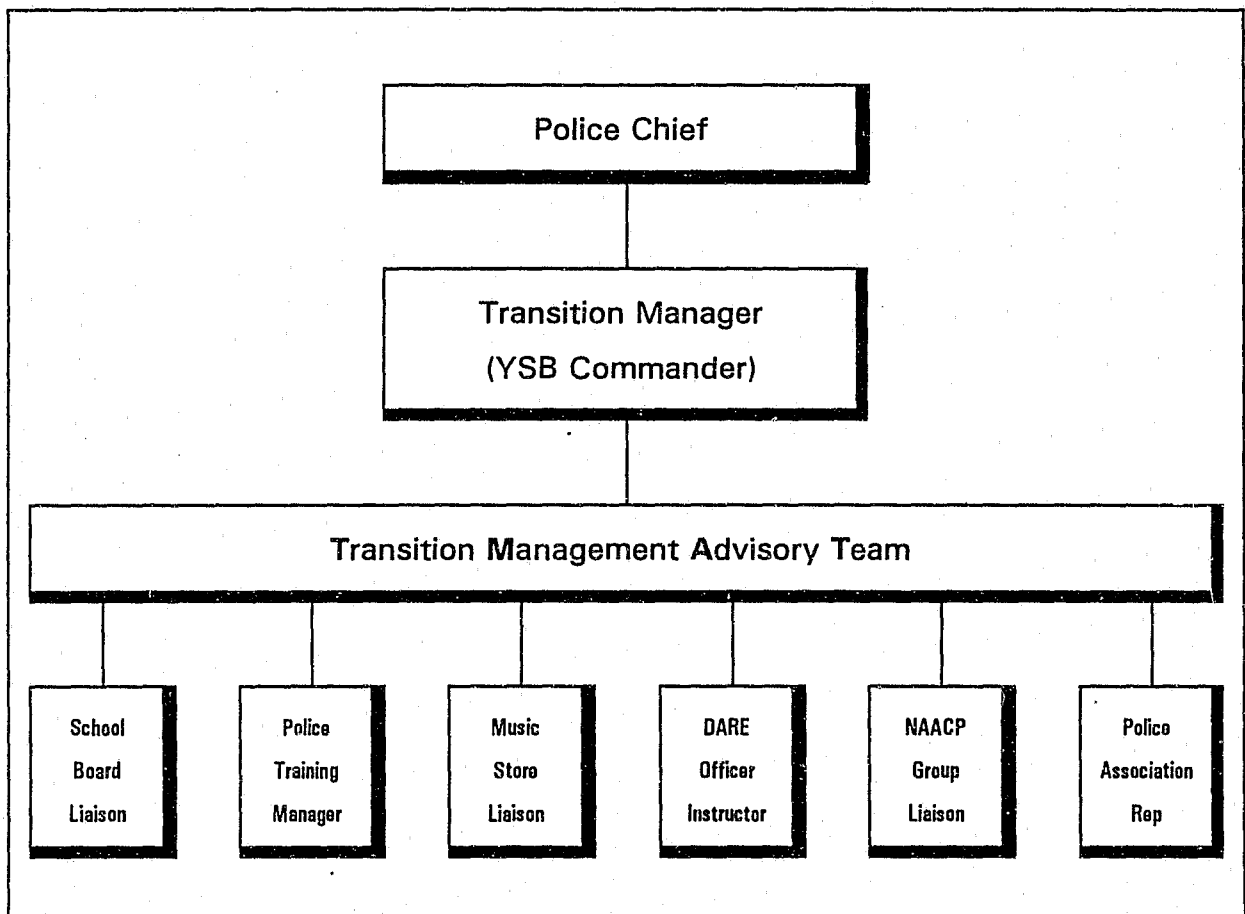 Police Chief
Transition Manager
(YSB Commander)
Transition Management Advisory Team
School
Board
Liaison
Police
Training
Manager
Music
Store
Liaison
DARE
Officer
Instructor
NAACP
Group
Liaison
Police
Association
Rep